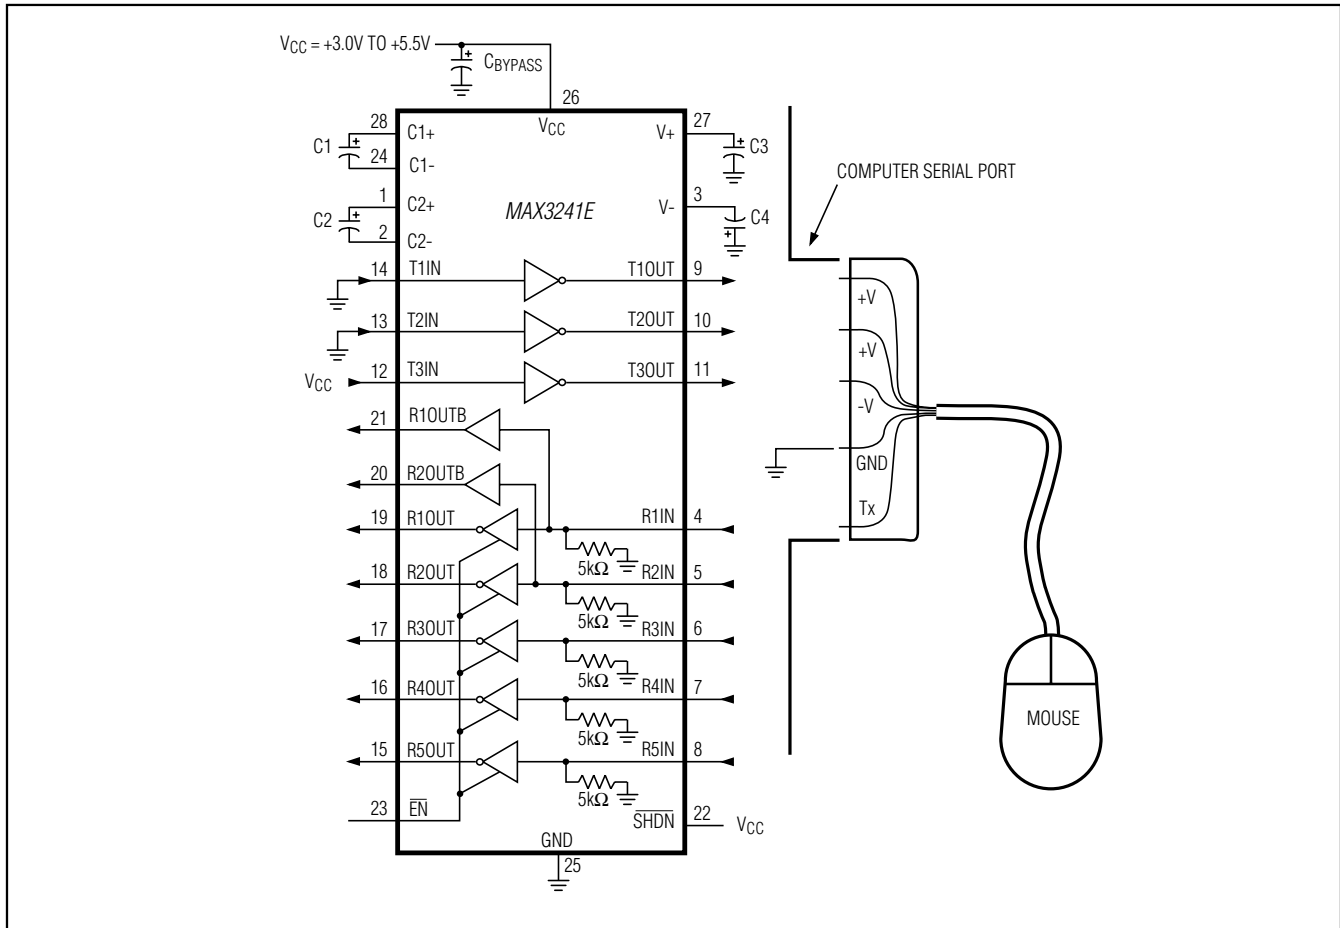 VCC = +3.0V TO +5.5V
CBYPASS
26
VCC
28
C1+
C1
24
C1-
1
C2+
C2
2
C2-
27
V+
C3
3
V-
C4
MAX3241E
COMPUTER SERIAL PORT
14 T1IN T1OUT 9
13 T2IN T2OUT 10
VCC 12 T3IN T3OUT 11
21 R1OUTB
20 R2OUTB
19 R1OUT R1IN 4
5kΩ
18 R2OUT R2IN 5
5kΩ
17 R3OUT R3IN 6
5kΩ
16 R4OUT R4IN 7
5kΩ
15 R5OUT R5IN 8
5kΩ
23 EN
SHDN 22 VCC
GND
25
+V
+V
-V
GND
Tx
MOUSE